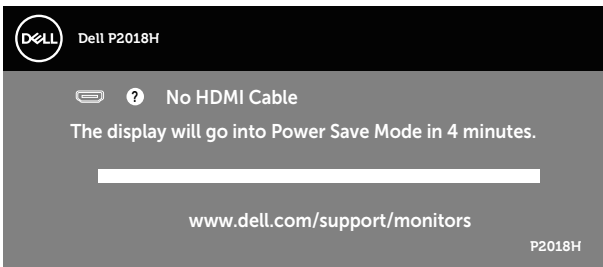 DELL Dell P2018H
? No HDMI Cable
The display will go into Power Save Mode in 4 minutes.
www.dell.com/support/monitors
P2018H